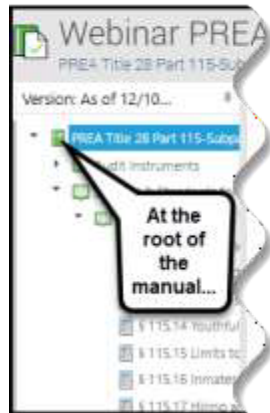 Webinar PREA
PREA Title 28 Part 115-Sub
Version: As of 12/10...
PREA Title 28 Part 115-Subp
Audit Instruments
At the
root of
the
manual...
§ 115.14 Youthful
§ 115.15 Limits to
§ 115.16 Inmates
§ 115.17 Hiring a